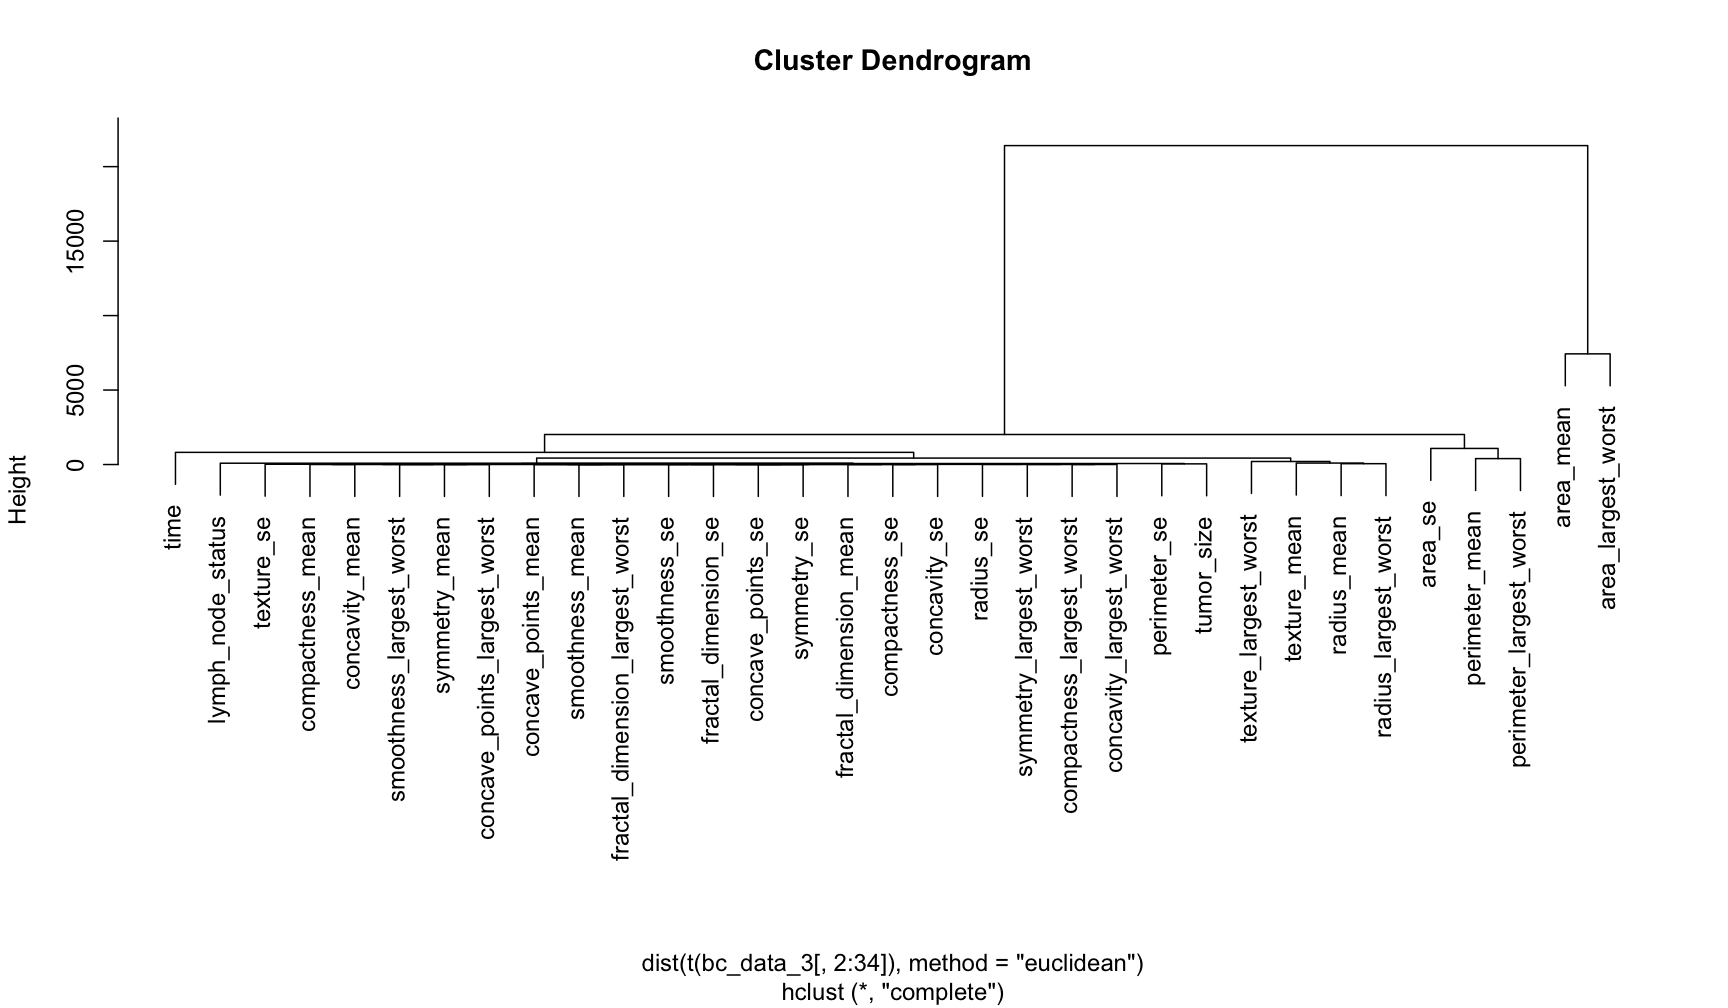 Cluster Dendrogram
Height
15000
5000
0
time
lymph_node_status
texture_se
compactness_mean
concavity_mean
smoothness_largest_worst
symmetry_mean
concave_points_largest_worst
concave_points_mean
smoothness_mean
fractal_dimension_largest_worst
smoothness_se
fractal_dimension_se
concave_points_se
symmetry_se
fractal_dimension_mean
compactness_se
concavity_se
radius_se
symmetry_largest_worst
compactness_largest_worst
concavity_largest_worst
perimeter_se
tumor_size
texture_largest_worst
texture_mean
radius_mean
radius_largest_worst
area_se
perimeter_mean
perimeter_largest_worst
area_mean
area_largest_worst
dist(t(bc_data_3[, 2:34]), method = "euclidean")
hclust (*, "complete")